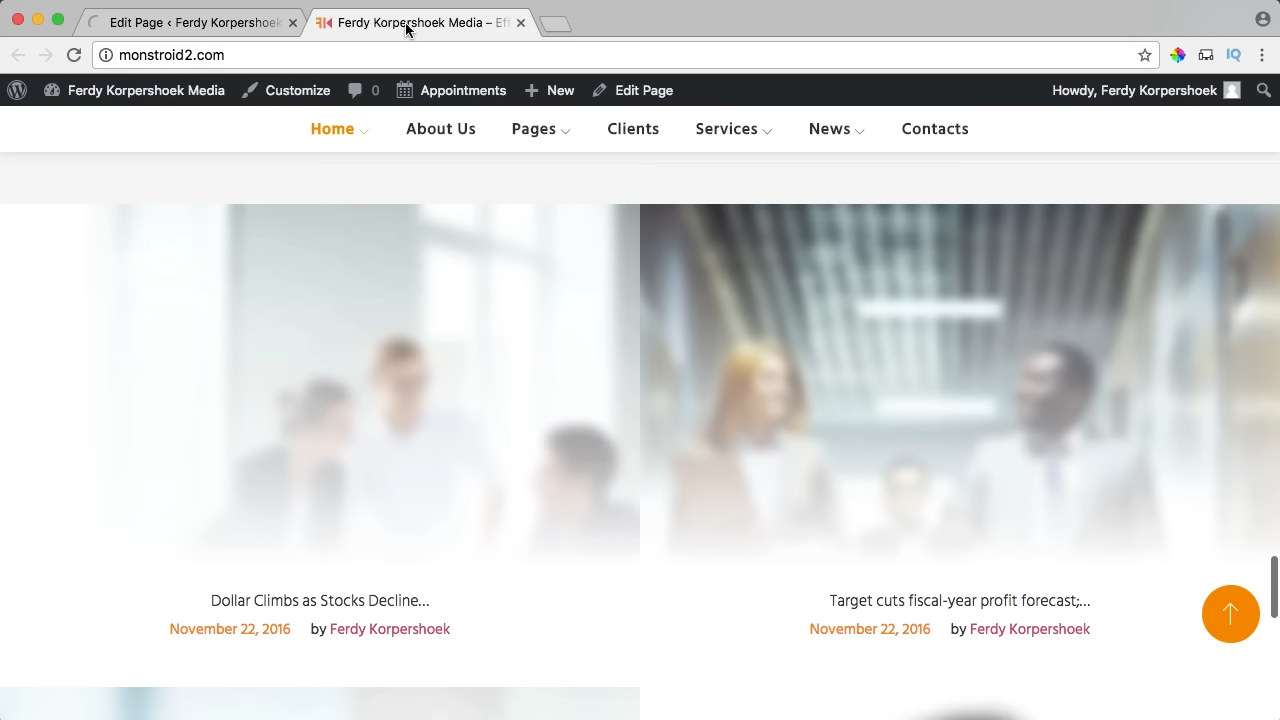 Edit Page ‹ Ferdy Korpershoek
Ferdy Korpershoek Media – Eff
monstroid2.com
Ferdy Korpershoek Media
Customize
0
Appointments
New
Edit Page
Howdy, Ferdy Korpershoek
Home
About Us
Pages
Clients
Services
News
Contacts
Dollar Climbs as Stocks Decline...
Target cuts fiscal-year profit forecast;...
November 22, 2016 by Ferdy Korpershoek
November 22, 2016 by Ferdy Korpershoek